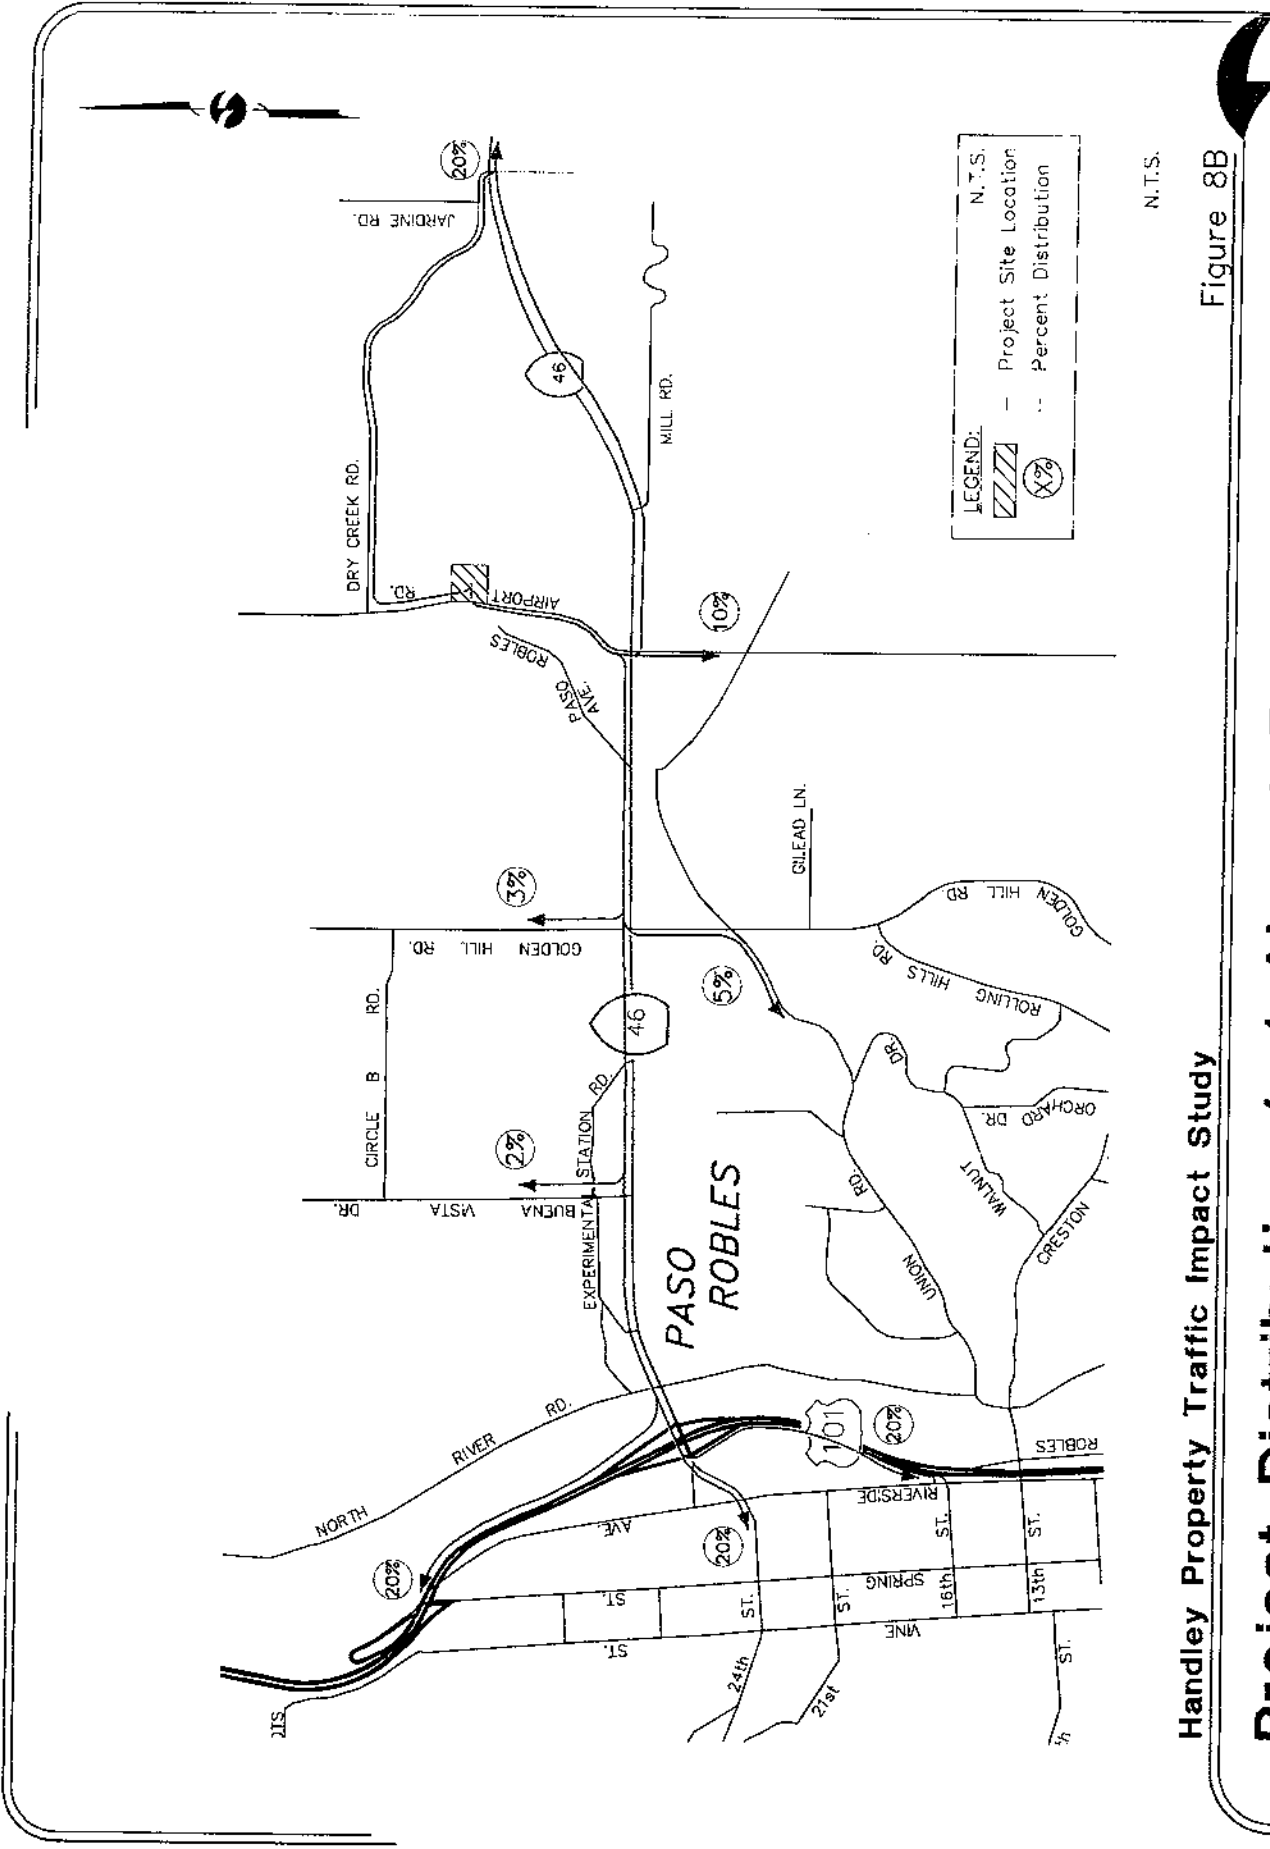 JARDINE RD.
20%
DRY CREEK RD.
46
MILL RD.
AIRPORT
RD.
PASO
ROBLES
AVE.
10%
3%
GOLDEN HILL RD.
GILEAD LN.
CIRCLE B RD.
46
5%
GOLDEN
HILL RD
ROLLING
HILLS
RD.
2%
BUENA VISTA DR.
EXPERIMENTAL STATION RD.
PASO
ROBLES
UNION
RD.
WALNUT
DR.
ORCHARD
DR.
CRESTON
NORTH RIVER RD.
101
20%
20%
20%
RIVERSIDE
AVE.
ROBLES
SPRING
ST.
VINE
ST.
24th
ST.
21st
ST.
16th
ST.
13th
ST.
ST.
LEGEND:
N.T.S.
– Project Site Location
X%
Percent Distribution
N.T.S.
Handley Property Traffic Impact Study
Figure 8B
Project